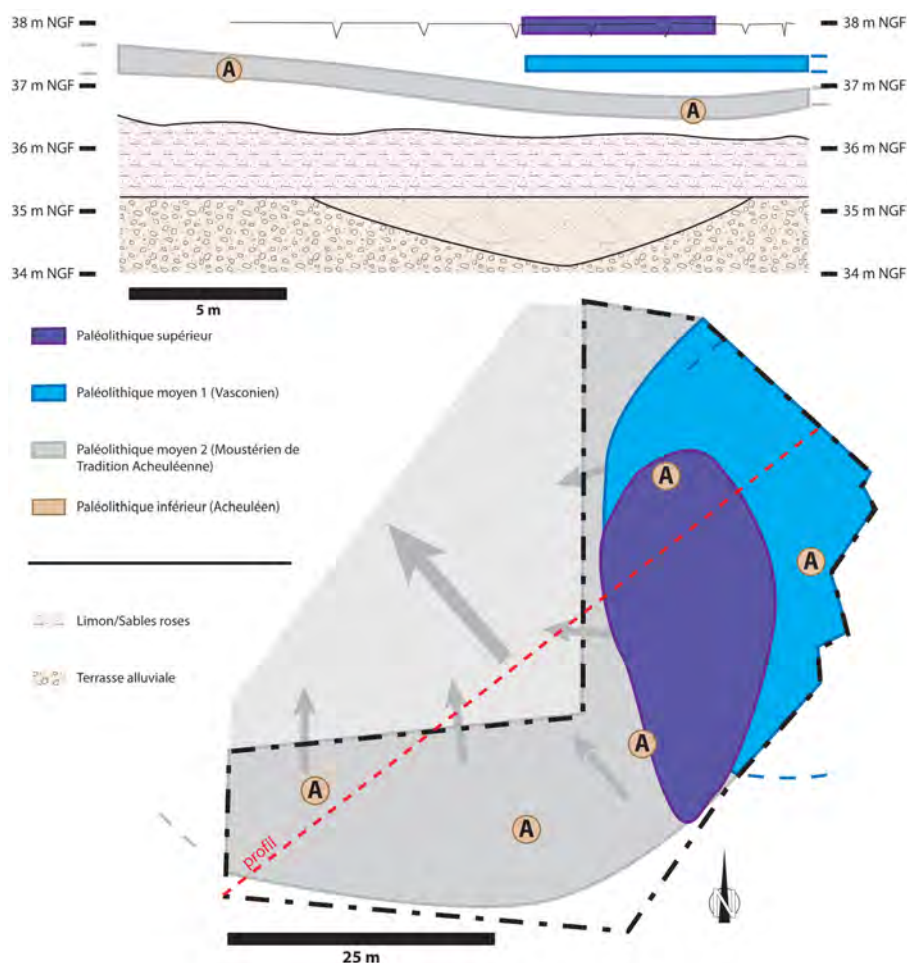 38 m NGF
38 m NGF
A
37 m NGF
37 m NGF
A
36 m NGF
36 m NGF
35 m NGF
35 m NGF
34 m NGF
34 m NGF
5 m
Paléolithique supérieur
Paléolithique moyen 1 (Vasconien)
Paléolithique moyen 2 (Moustérien de
Tradition Acheuléenne)
Paléolithique inférieur (Acheuléen)
Limon/Sables roses
Terrasse alluviale
A
A
A
A
A
profil
N
25 m